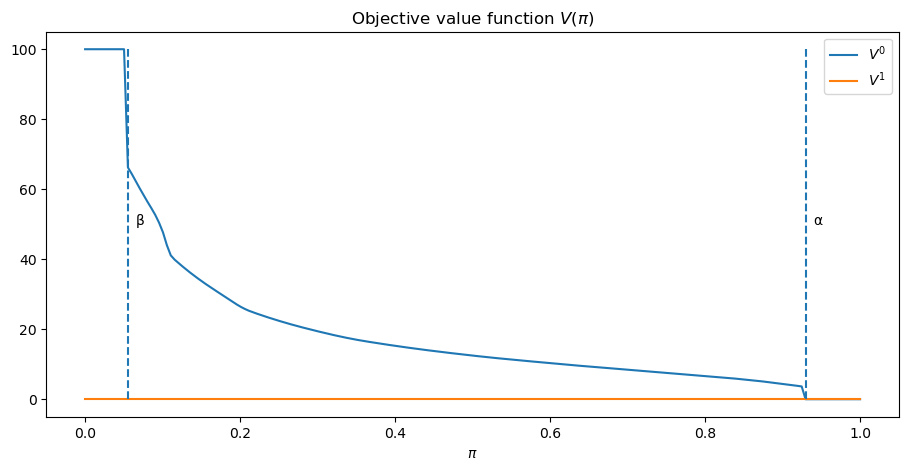 Objective value function V(π)
100
80
60
40
20
0
β
α
V⁰
V¹
0.0 0.2 0.4 0.6 0.8 1.0
π